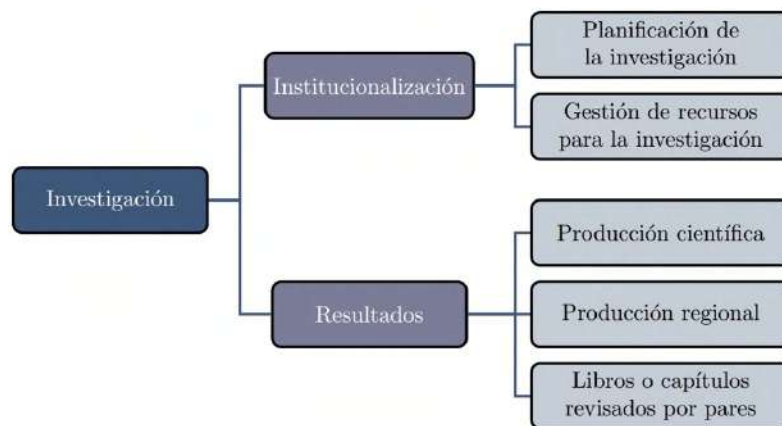 Planificación de
la investigación
Institucionalización
Gestión de recursos
para la investigación
Investigación
Producción científica
Resultados
Producción regional
Libros o capítulos
revisados por pares